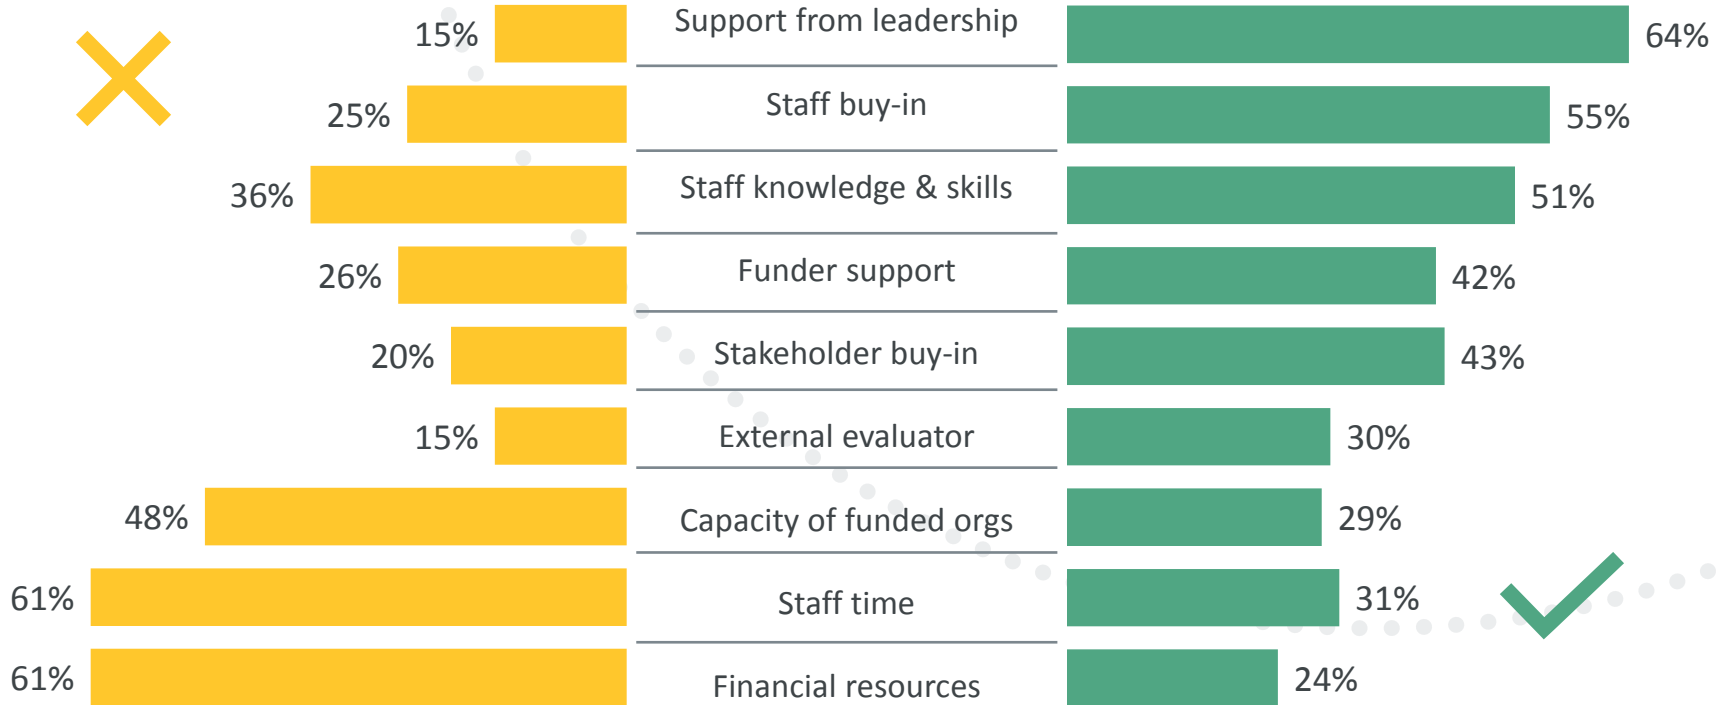 15% Support from leadership 64%
25% Staff buy-in 55%
36% Staff knowledge & skills 51%
26% Funder support 42%
20% Stakeholder buy-in 43%
15% External evaluator 30%
48% Capacity of funded orgs 29%
61% Staff time 31%
61% Financial resources 24%